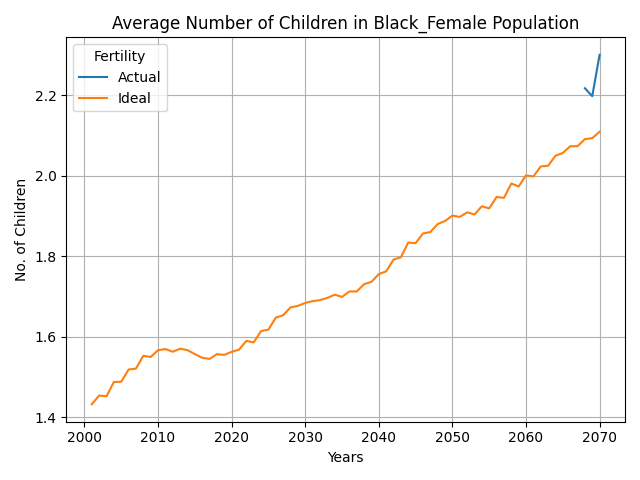 Average Number of Children in Black_Female Population
Fertility
Actual
Ideal
No. of Children
2.2
2.0
1.8
1.6
1.4
2000 2010 2020 2030 2040 2050 2060 2070
Years